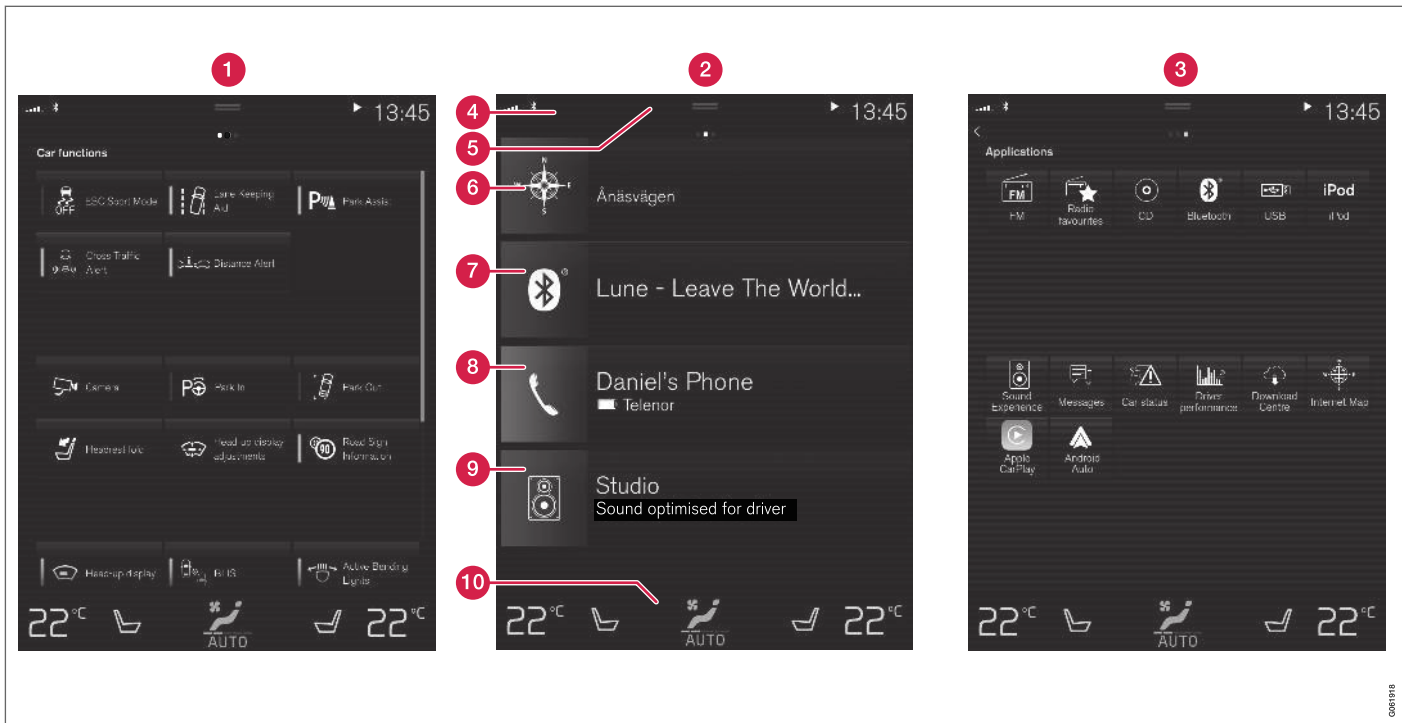 1
2
3
13:45
Car functions
ESC Sport Mode
OFF
Lane Keeping
Aid
Park Assist
Cross Traffic
Alert
Distance Alert
Camera
Park In
Park Out
Headrest fold
Head-up display
adjustments
90
Road Sign
Information
Head-up display
BLIS
Active Bending
Lights
22°C
AUTO
22°C
4
13:45
5
6
N
W
E
S
Ånäsvägen
7
Lune - Leave The World...
8
Daniel's Phone
Telenor
9
Studio
Sound optimised for driver
10
22°C
AUTO
22°C
13:45
Applications
FM
FM
Radio
favourites
CD
Bluetooth
USB
iPod
iPod
Sound
Experience
Messages
Car status
Driver
performance
Download
Centre
Internet Map
Apple
CarPlay
Android
Auto
22°C
AUTO
22°C
G061918